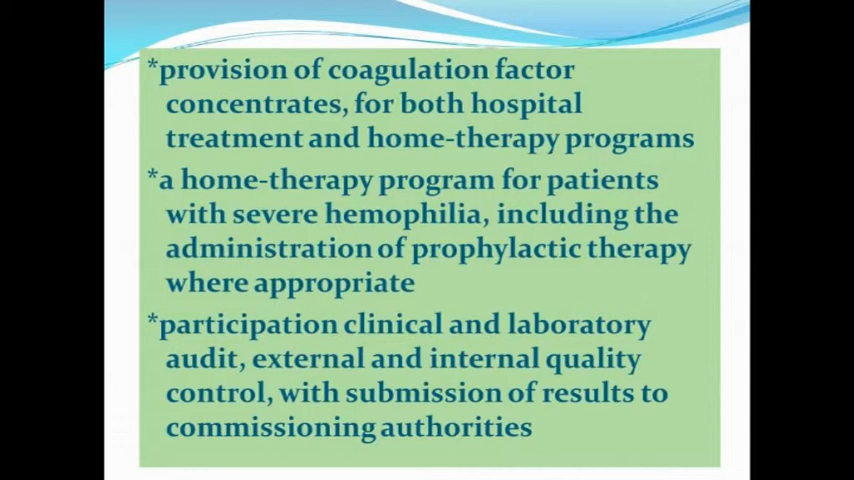 *provision of coagulation factor
concentrates, for both hospital
treatment and home-therapy programs
*a home-therapy program for patients
with severe hemophilia, including the
administration of prophylactic therapy
where appropriate
*participation clinical and laboratory
audit, external and internal quality
control, with submission of results to
commissioning authorities